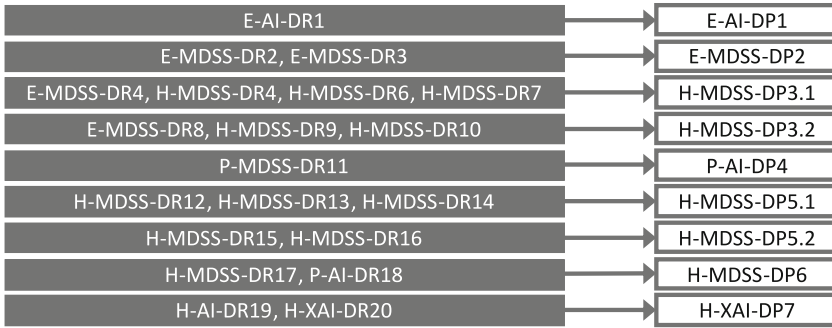 E-AI-DR1 E-AI-DP1
E-MDSS-DR2, E-MDSS-DR3 E-MDSS-DP2
E-MDSS-DR4, H-MDSS-DR4, H-MDSS-DR6, H-MDSS-DR7 H-MDSS-DP3.1
E-MDSS-DR8, H-MDSS-DR9, H-MDSS-DR10 H-MDSS-DP3.2
P-MDSS-DR11 P-AI-DP4
H-MDSS-DR12, H-MDSS-DR13, H-MDSS-DR14 H-MDSS-DP5.1
H-MDSS-DR15, H-MDSS-DR16 H-MDSS-DP5.2
H-MDSS-DR17, P-AI-DR18 H-MDSS-DP6
H-AI-DR19, H-XAI-DR20 H-XAI-DP7